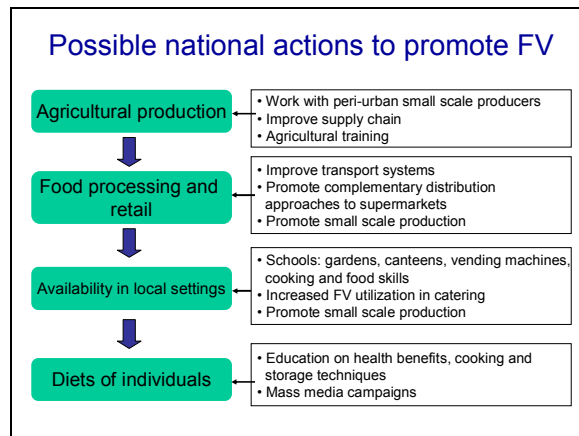 Possible national actions to promote FV
Agricultural production
• Work with peri-urban small scale producers
• Improve supply chain
• Agricultural training
Food processing and
retail
• Improve transport systems
• Promote complementary distribution
approaches to supermarkets
• Promote small scale production
Availability in local settings
• Schools: gardens, canteens, vending machines,
cooking and food skills
• Increased FV utilization in catering
• Promote small scale production
Diets of individuals
• Education on health benefits, cooking and
storage techniques
• Mass media campaigns